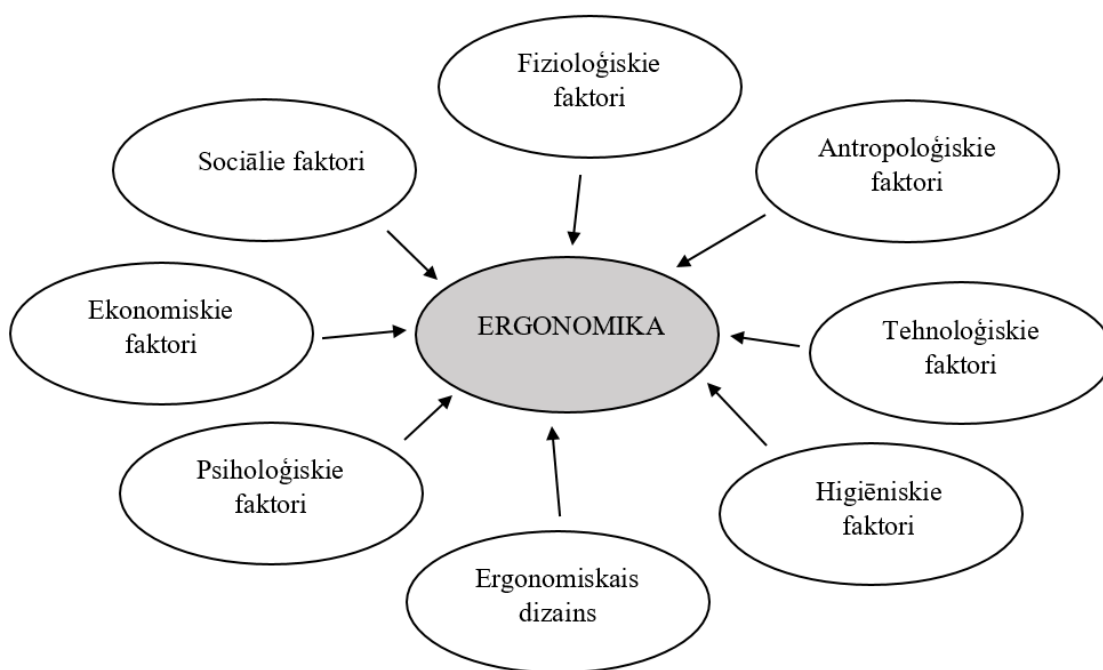 Fizioloģiskie
faktori
Sociālie faktori
Antropoloģiskie
faktori
Ekonomiskie
faktori
ERGONOMIKA
Tehnoloģiskie
faktori
Psiholoģiskie
faktori
Higiēniskie
faktori
Ergonomiskais
dizains